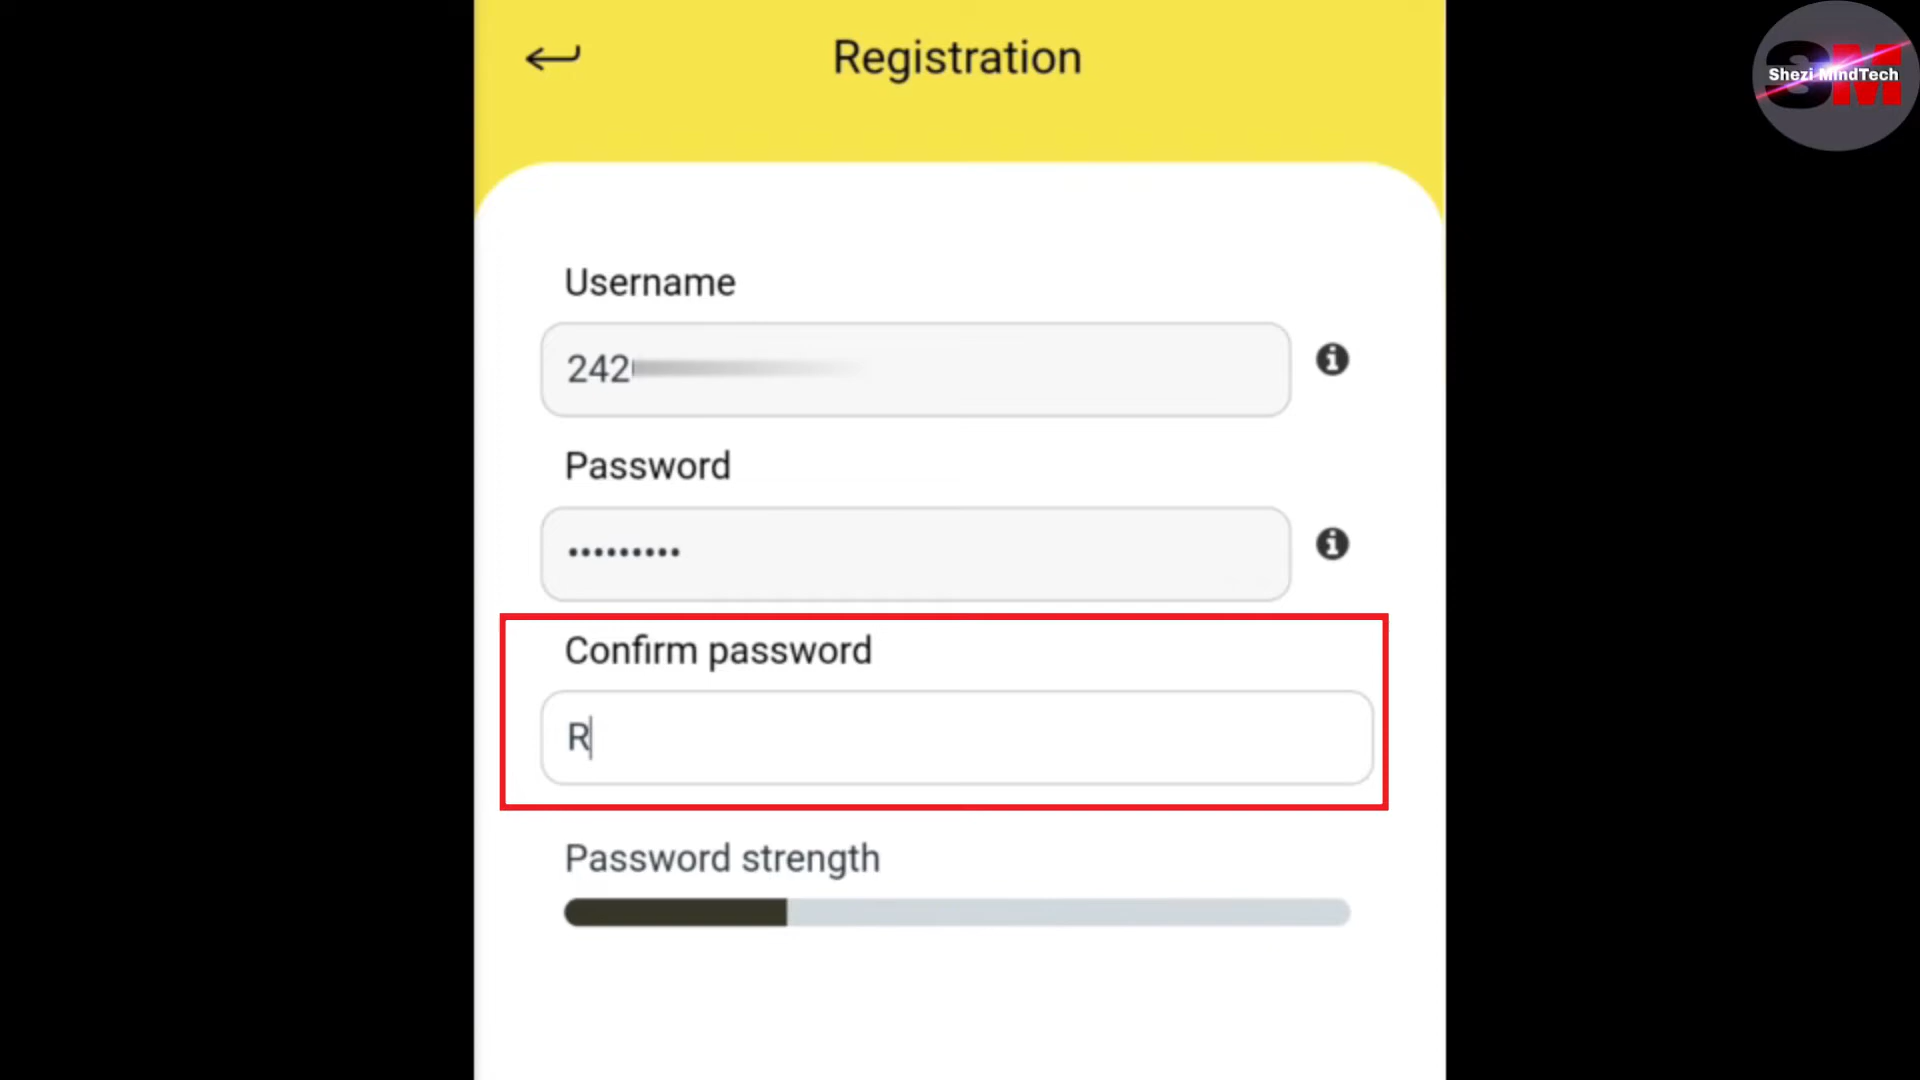 Registration
Shezi MindTech
Username
242
Password
•••••••••
Confirm password
R
Password strength